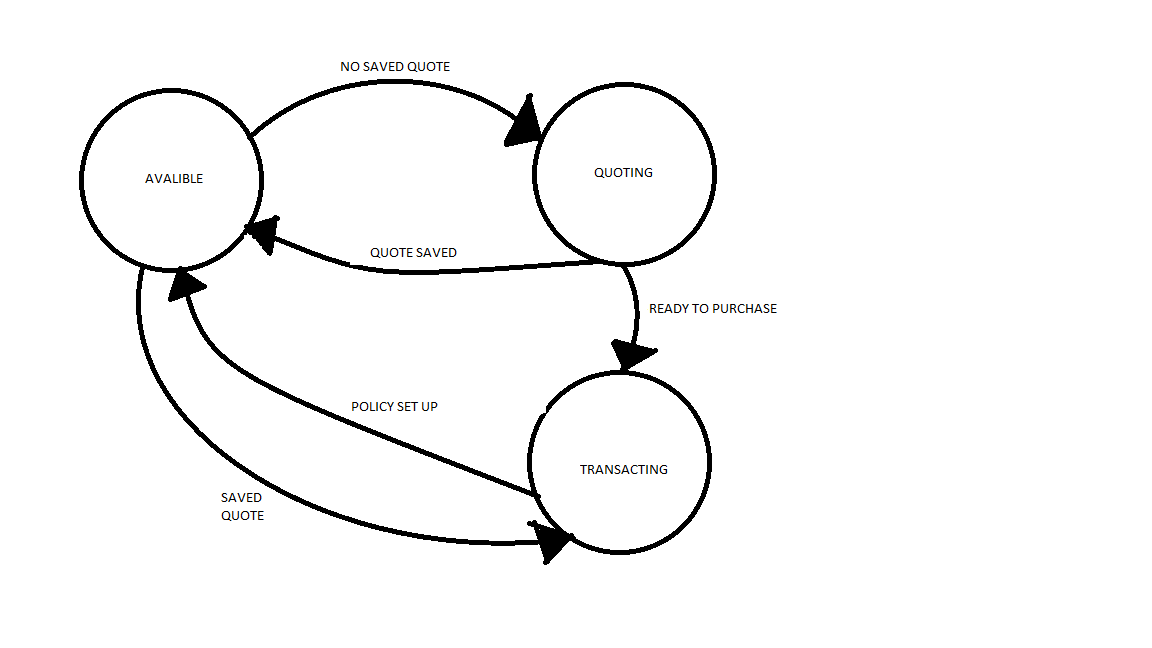 NO SAVED QUOTE
AVALIBLE
QUOTING
QUOTE SAVED
READY TO PURCHASE
POLICY SET UP
TRANSACTING
SAVED
QUOTE